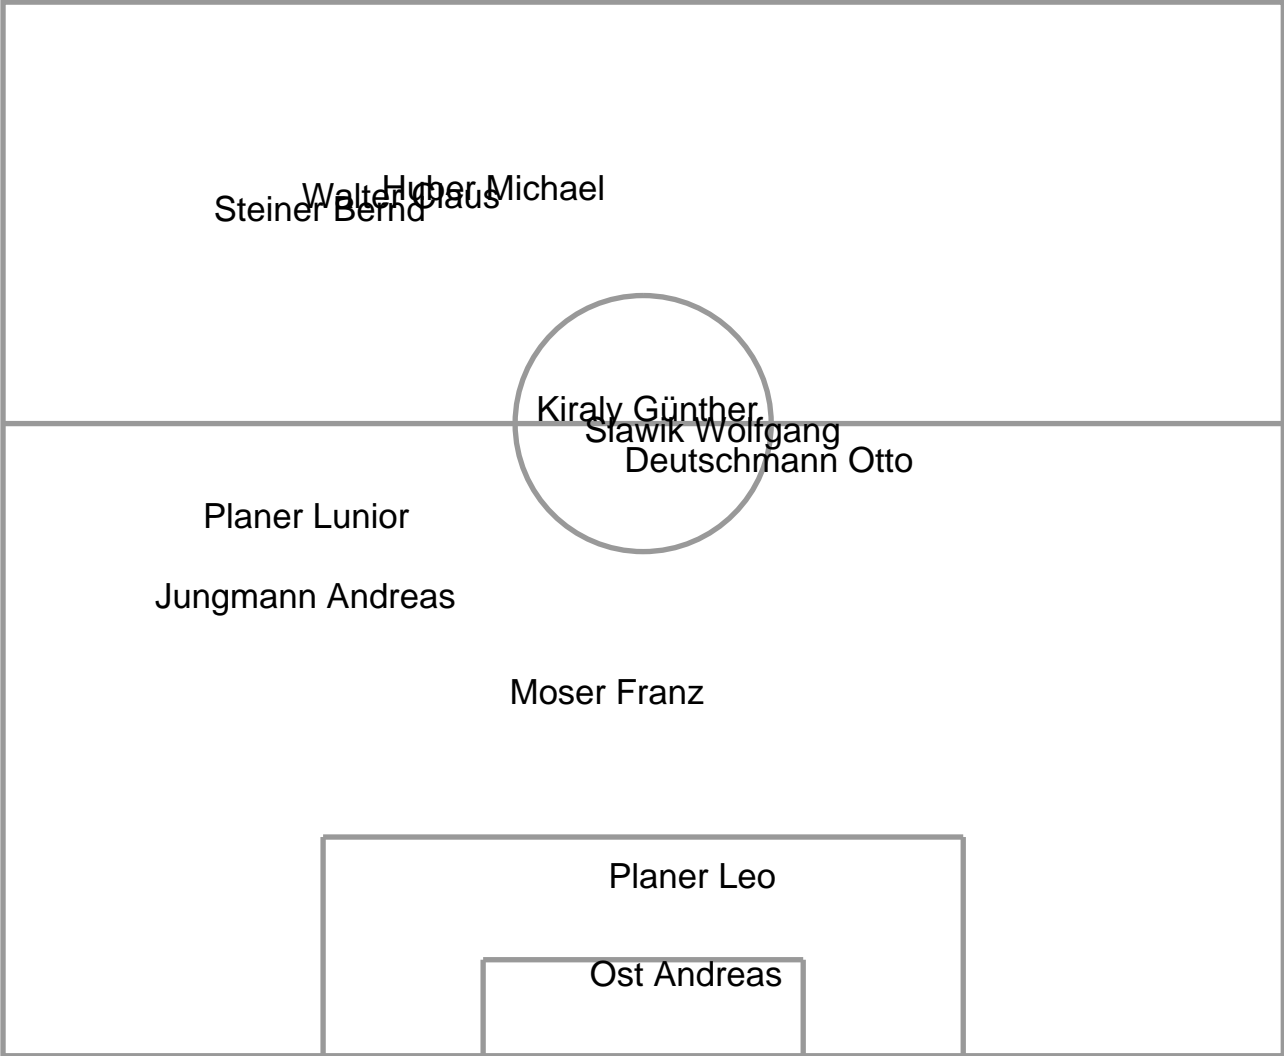 Huber Michael
Walter Claus
Steiner Bernd
Kiraly Günther
Slawik Wolfgang
Deutschmann Otto
Planer Lunior
Jungmann Andreas
Moser Franz
Planer Leo
Ost Andreas